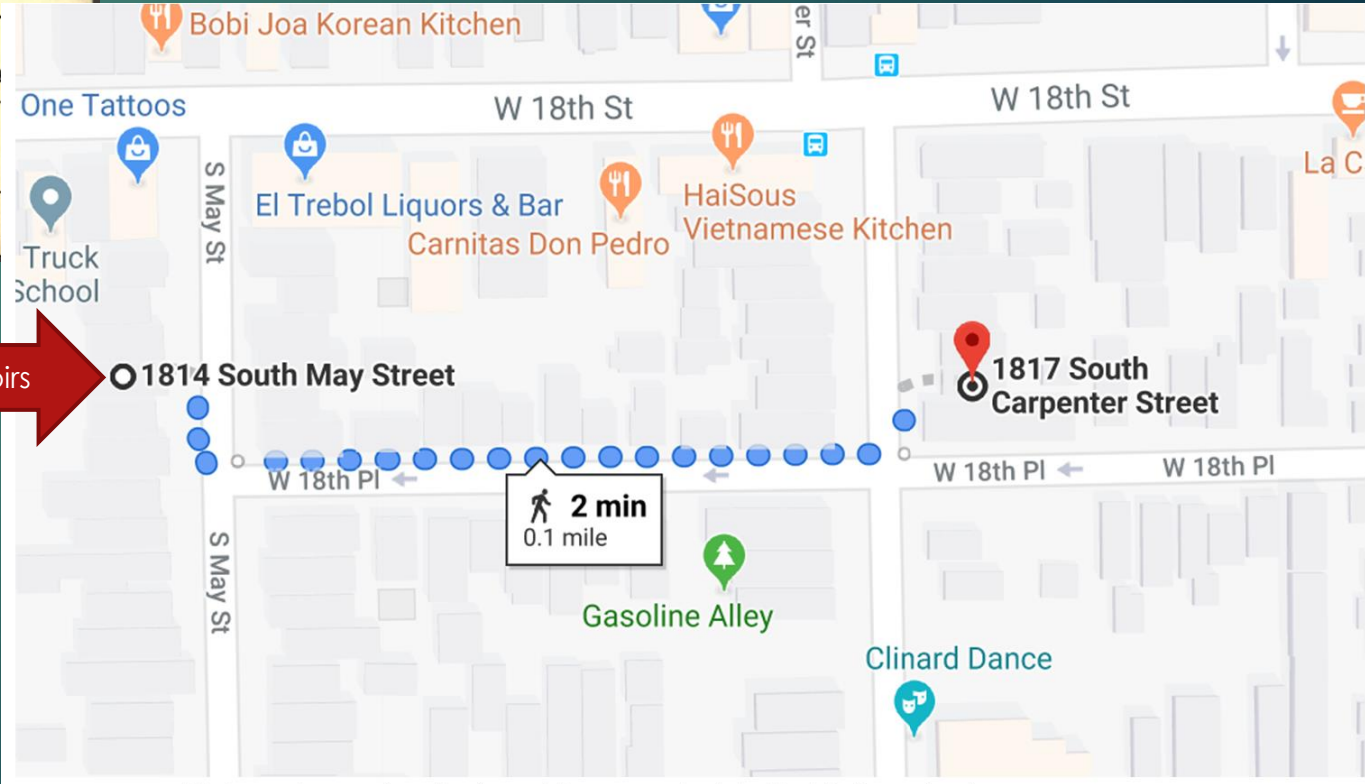 Bobi Joa Korean Kitchen
er St
One Tattoos
W 18th St
W 18th St
S May St
El Trebol Liquors & Bar
Carnitas Don Pedro
HaiSous
Vietnamese Kitchen
La C
Truck
School
oirs
1814 South May Street
1817 South
Carpenter Street
W 18th Pl
W 18th Pl
W 18th Pl
2 min
0.1 mile
S May St
Gasoline Alley
Clinard Dance